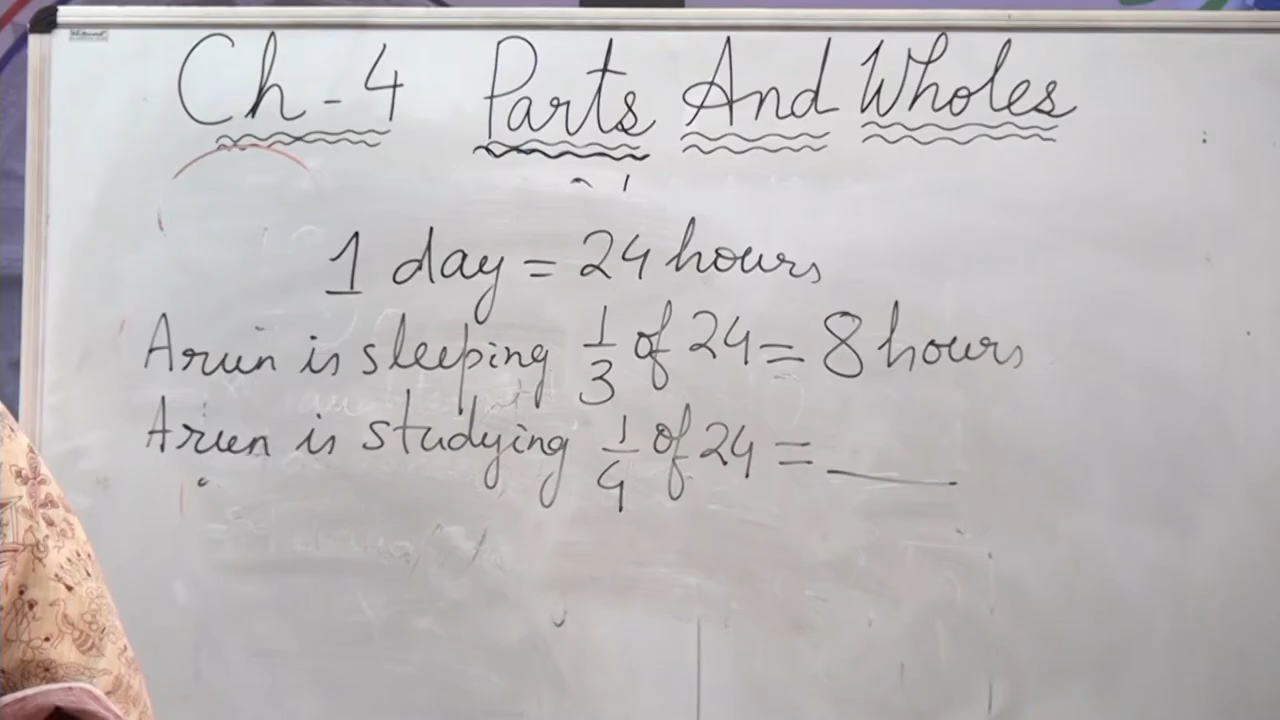 Ch-4 Parts And Wholes
1 day = 24 hours
Arun is sleeping 1/3 of 24 = 8 hours
Arun is studying 1/4 of 24 = ____